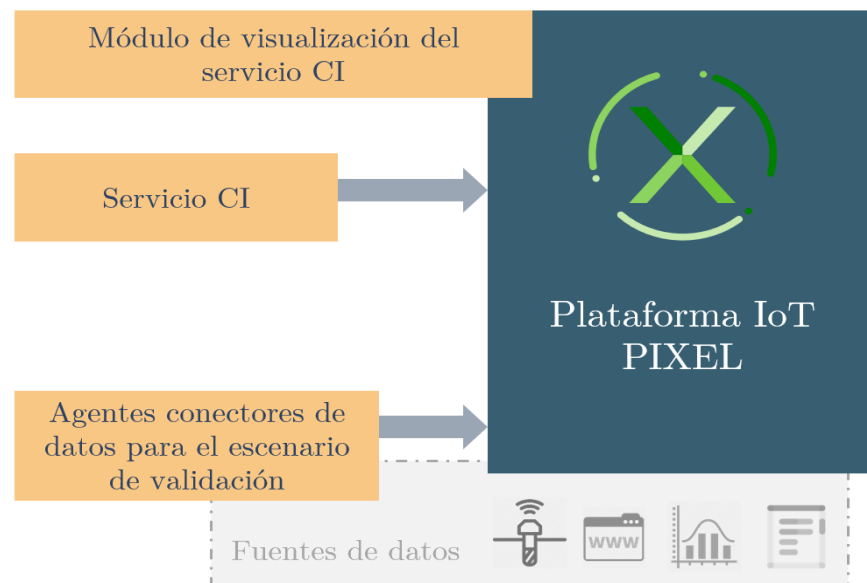 Módulo de visualización del
servicio CI
Servicio CI
Plataforma IoT
PIXEL
Agentes conectores de
datos para el escenario
de validación
Fuentes de datos
www